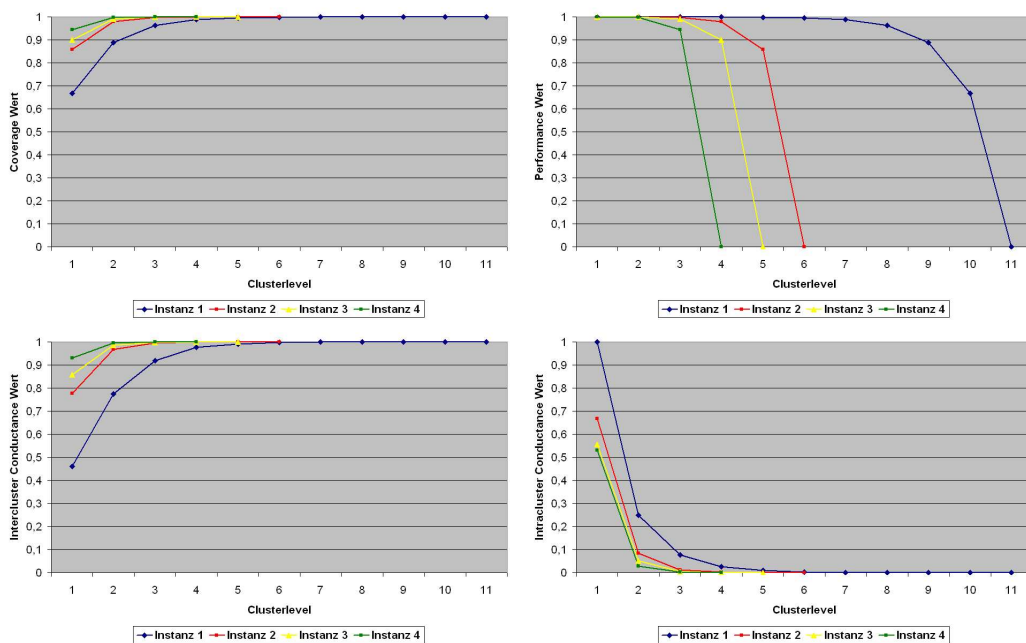 Coverage Wert
1
0,9
0,8
0,7
0,6
0,5
0,4
0,3
0,2
0,1
0
1 2 3 4 5 6 7 8 9 10 11
Clusterlevel
Instanz 1 Instanz 2 Instanz 3 Instanz 4
Performance Wert
1
0,9
0,8
0,7
0,6
0,5
0,4
0,3
0,2
0,1
0
1 2 3 4 5 6 7 8 9 10 11
Clusterlevel
Instanz 1 Instanz 2 Instanz 3 Instanz 4
Intercluster Conductance Wert
1
0,9
0,8
0,7
0,6
0,5
0,4
0,3
0,2
0,1
0
1 2 3 4 5 6 7 8 9 10 11
Clusterlevel
Instanz 1 Instanz 2 Instanz 3 Instanz 4
Intracluster Conductance Wert
1
0,9
0,8
0,7
0,6
0,5
0,4
0,3
0,2
0,1
0
1 2 3 4 5 6 7 8 9 10 11
Clusterlevel
Instanz 1 Instanz 2 Instanz 3 Instanz 4